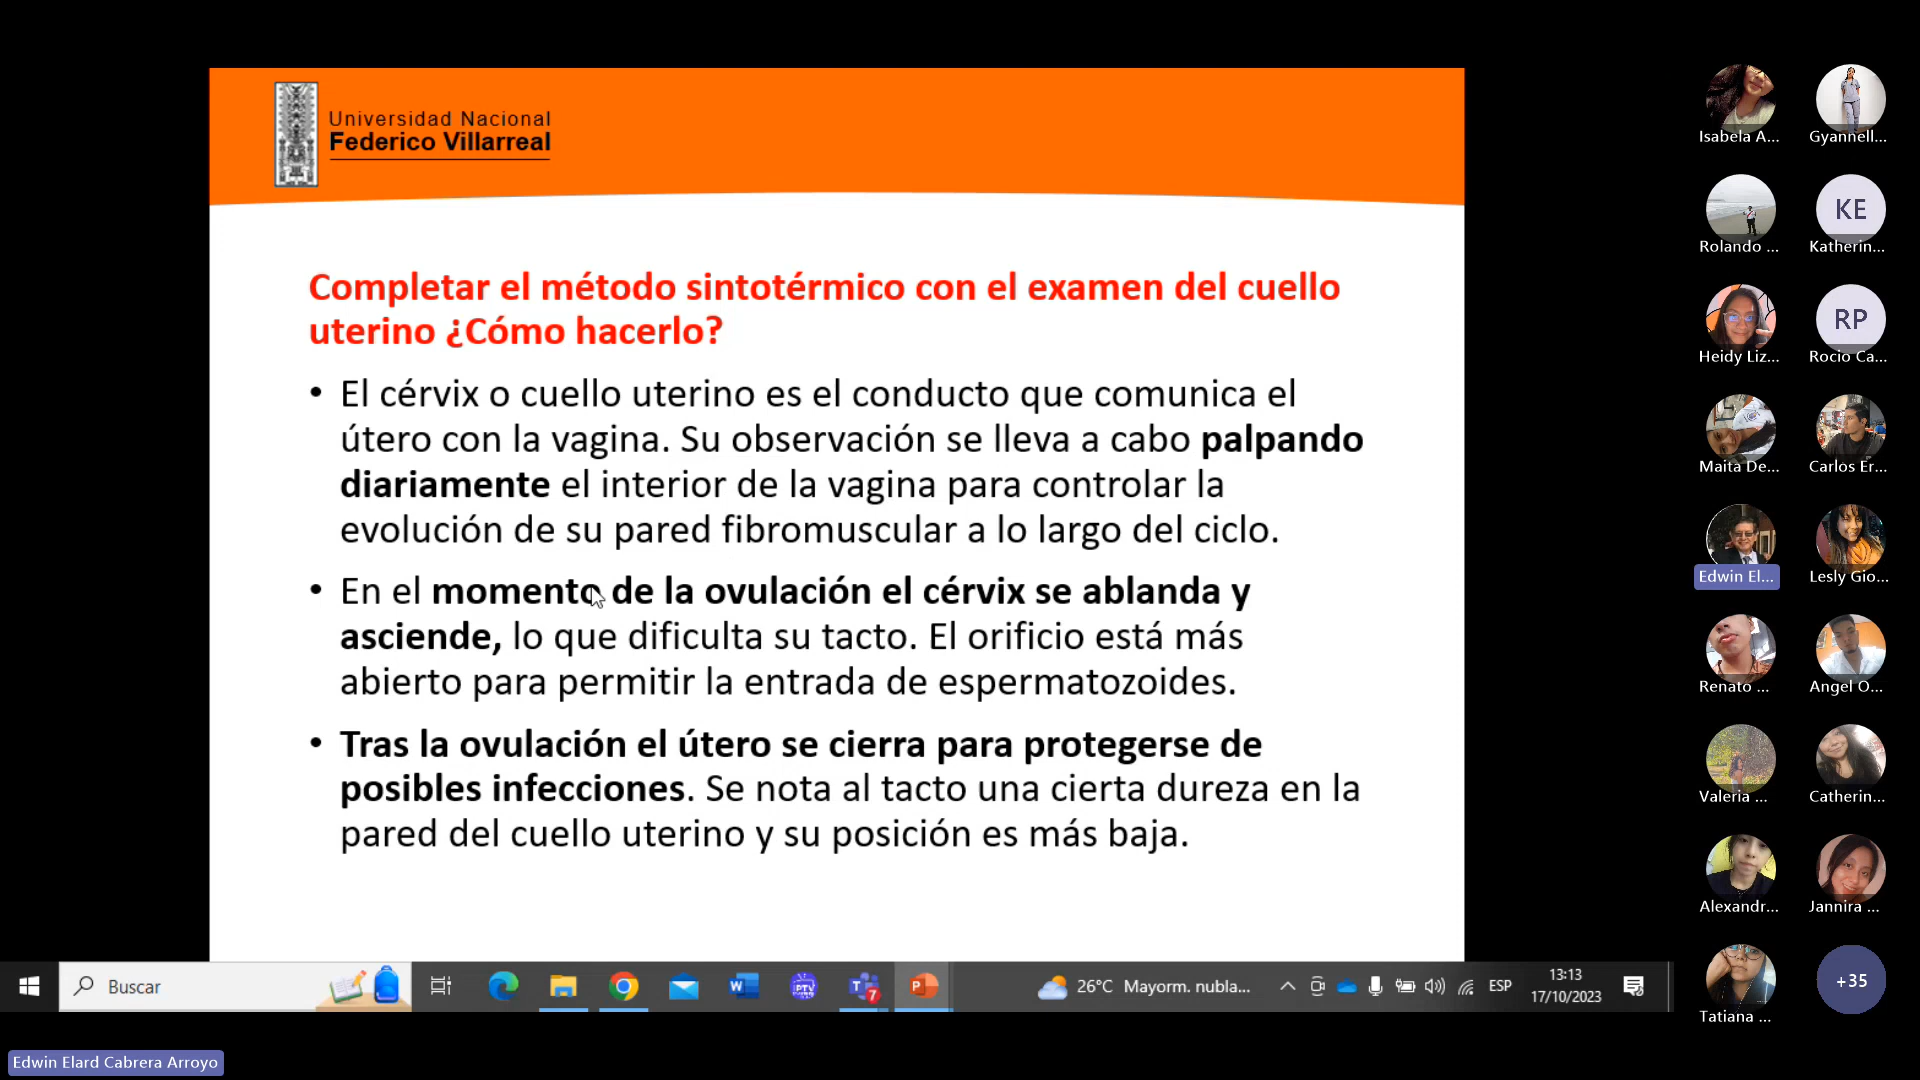 Universidad Nacional
Federico Villarreal
Completar el método sintotérmico con el examen del cuello
uterino ¿Cómo hacerlo?
• El cérvix o cuello uterino es el conducto que comunica el
útero con la vagina. Su observación se lleva a cabo palpando
diariamente el interior de la vagina para controlar la
evolución de su pared fibromuscular a lo largo del ciclo.
• En el momento de la ovulación el cérvix se ablanda y
asciende, lo que dificulta su tacto. El orificio está más
abierto para permitir la entrada de espermatozoides.
• Tras la ovulación el útero se cierra para protegerse de
posibles infecciones. Se nota al tacto una cierta dureza en la
pared del cuello uterino y su posición es más baja.
Isabela A...
Gyannell...
Rolando ...
KE
Katherin...
Heidy Liz...
RP
Rocio Ca...
Maita De...
Carlos Er...
Edwin El...
Lesly Gio...
Renato ...
Angel O...
Valeria ...
Catherin...
Alexandr...
Jannira ...
Tatiana ...
+35
Buscar
7
26°C Mayorm. nubla...
ESP
13:13
17/10/2023
Edwin Elard Cabrera Arroyo